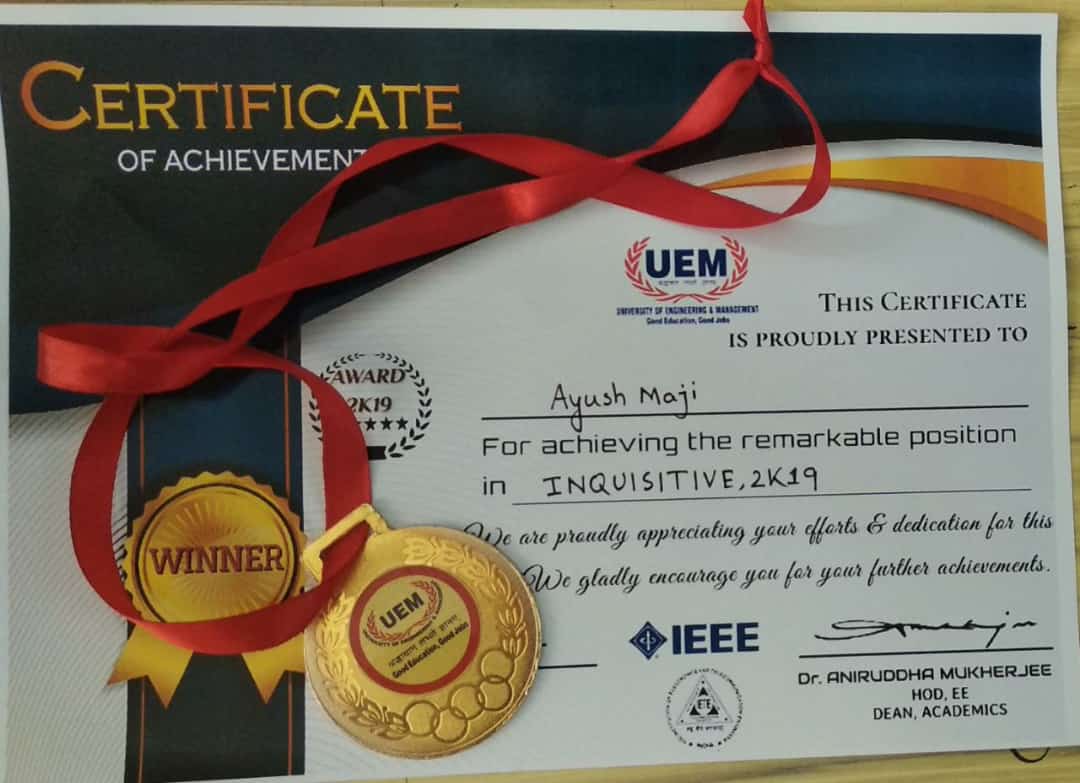 CERTIFICATE
OF ACHIEVEMENT
UEM
UNIVERSITY OF ENGINEERING & MANAGEMENT
Good Education, Good Jobs
THIS CERTIFICATE
IS PROUDLY PRESENTED TO
AWARD
2K19
Ayush Maji
For achieving the remarkable position
in INQUISITIVE, 2K19
We are proudly appreciating your efforts & dedication for this
We gladly encourage you for your further achievements.
WINNER
UEM
Good Education, Good Jobs
IEEE
IETE
Dr. ANIRUDDHA MUKHERJEE
HOD, EE
DEAN, ACADEMICS